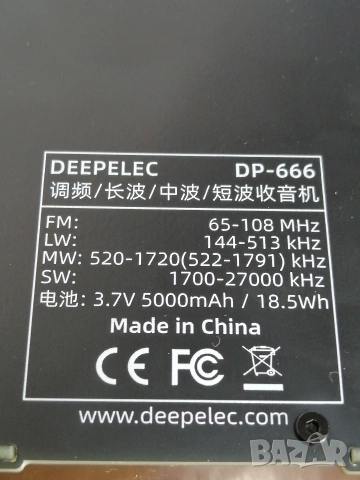 DEEPELEC DP-666
调频/长波/中波/短波收音机
FM: 65-108 MHz
LW: 144-513 kHz
MW: 520-1720(522-1791) kHz
SW: 1700-27000 kHz
电池: 3.7V 5000mAh / 18.5Wh
Made in China
CE FC
www.deepelec.com
BAZAR